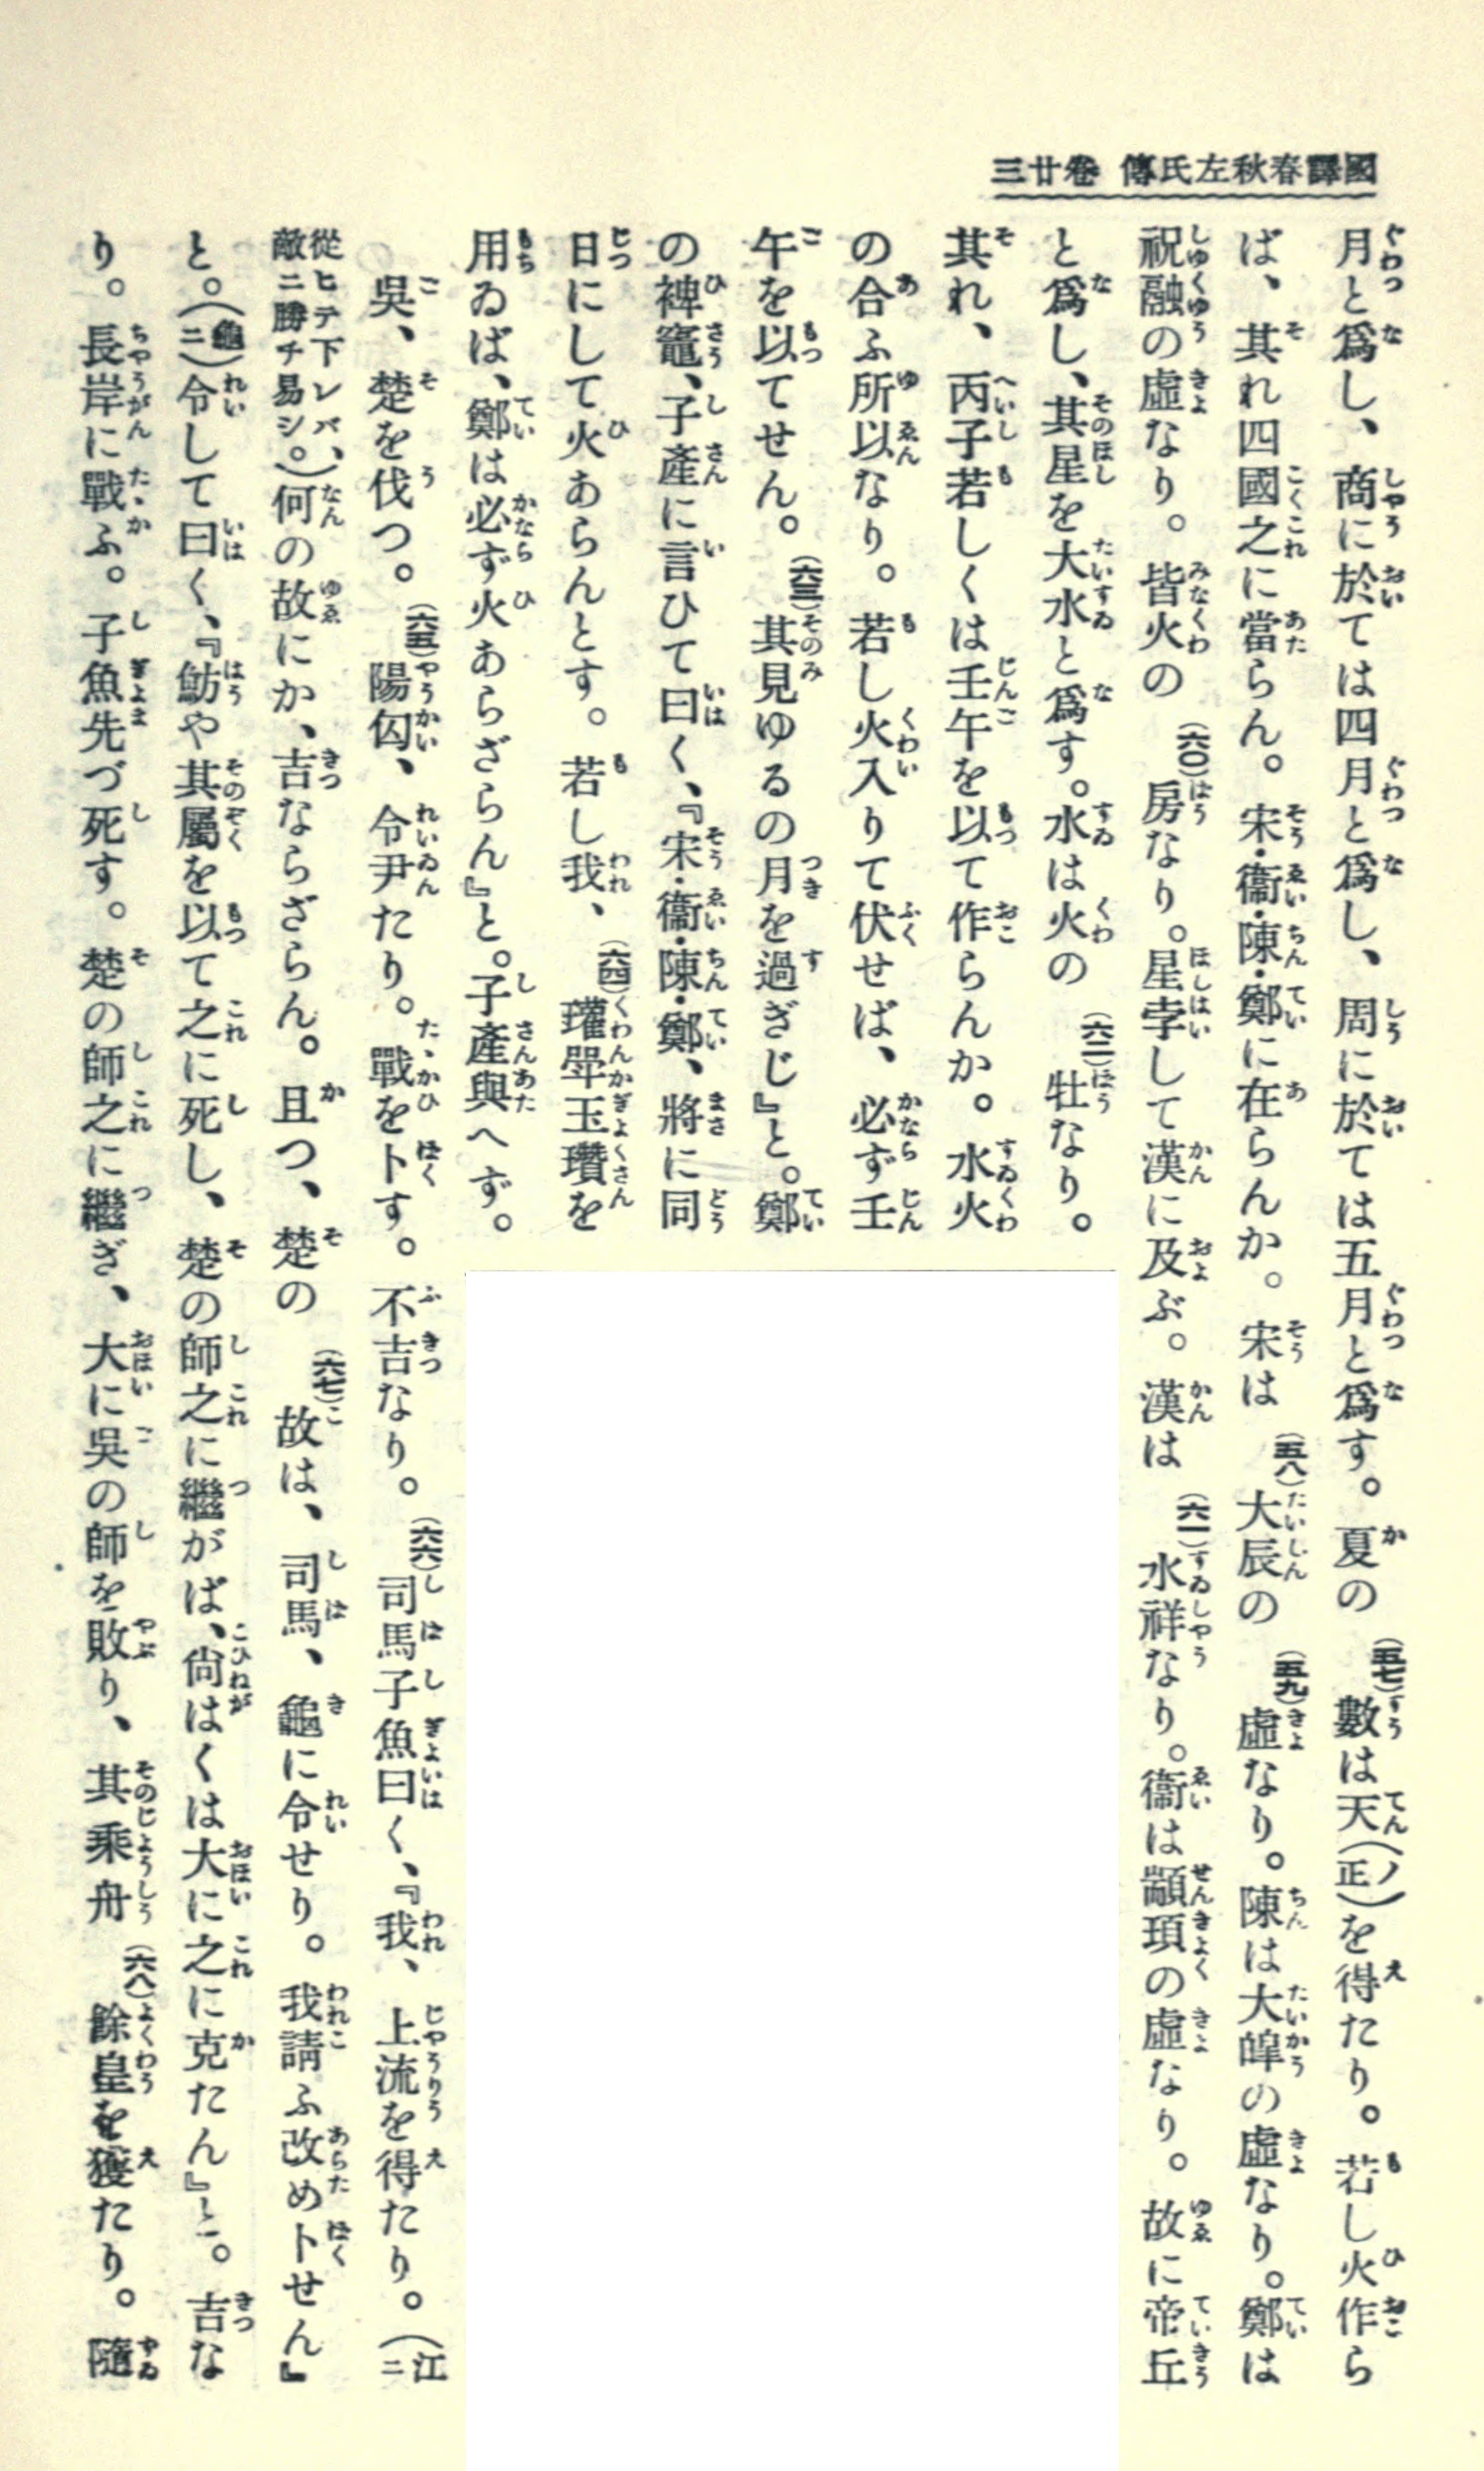 國譯春秋左氏傳 卷廿三
月と爲し、商に於ては四月と爲し、周に於ては五月と爲す。夏の(五七)數は天(ノ正)を得たり。若し火作ら
ば、其れ四國之に當らん。宋・衞・陳・鄭に在らんか。宋は(五八)大辰の(五九)虛なり。陳は大皞の虛なり。鄭は
祝融の虛なり。皆火の(六〇)房なり。星孛して漢に及ぶ。漢は(六一)水祥なり。衞は顓頊の虛なり。故に帝丘
と爲し、其星を大水と爲す。水は火の(六二)牡なり。
其れ、丙子若しくは壬午を以て作らんか。水火
の合ふ所以なり。若し火入りて伏せば、必ず壬
午を以てせん。(六三)其見ゆるの月を過ぎじ』と。鄭
の裨竈、子產に言ひて曰く、『宋・衞・陳・鄭、將に同
日にして火あらんとす。若し我、(六四)瓘斝玉瓚を
用ゐば、鄭は必ず火あらざらん』と。子產與へず。
吳、楚を伐つ。(六五)陽匃、令尹たり。戰を卜す。不吉なり。(六六)司馬子魚曰く、『我、上流を得たり。(江ニ
從ヒテ下レバ、敵ニ勝チ易シ。)何の故にか、吉ならざらん。且つ、楚の(六七)故は、司馬、龜に令せり。我請ふ改め卜せん』
と。(龜ニ)令して曰く、『魴や其屬を以て之に死し、楚の師之に繼がば、尙はくは大に之に克たん』と。吉な
り。長岸に戰ふ。子魚先づ死す。楚の師之に繼ぎ、大に吳の師を敗り、其乘舟(六八)餘皇を獲たり。隨